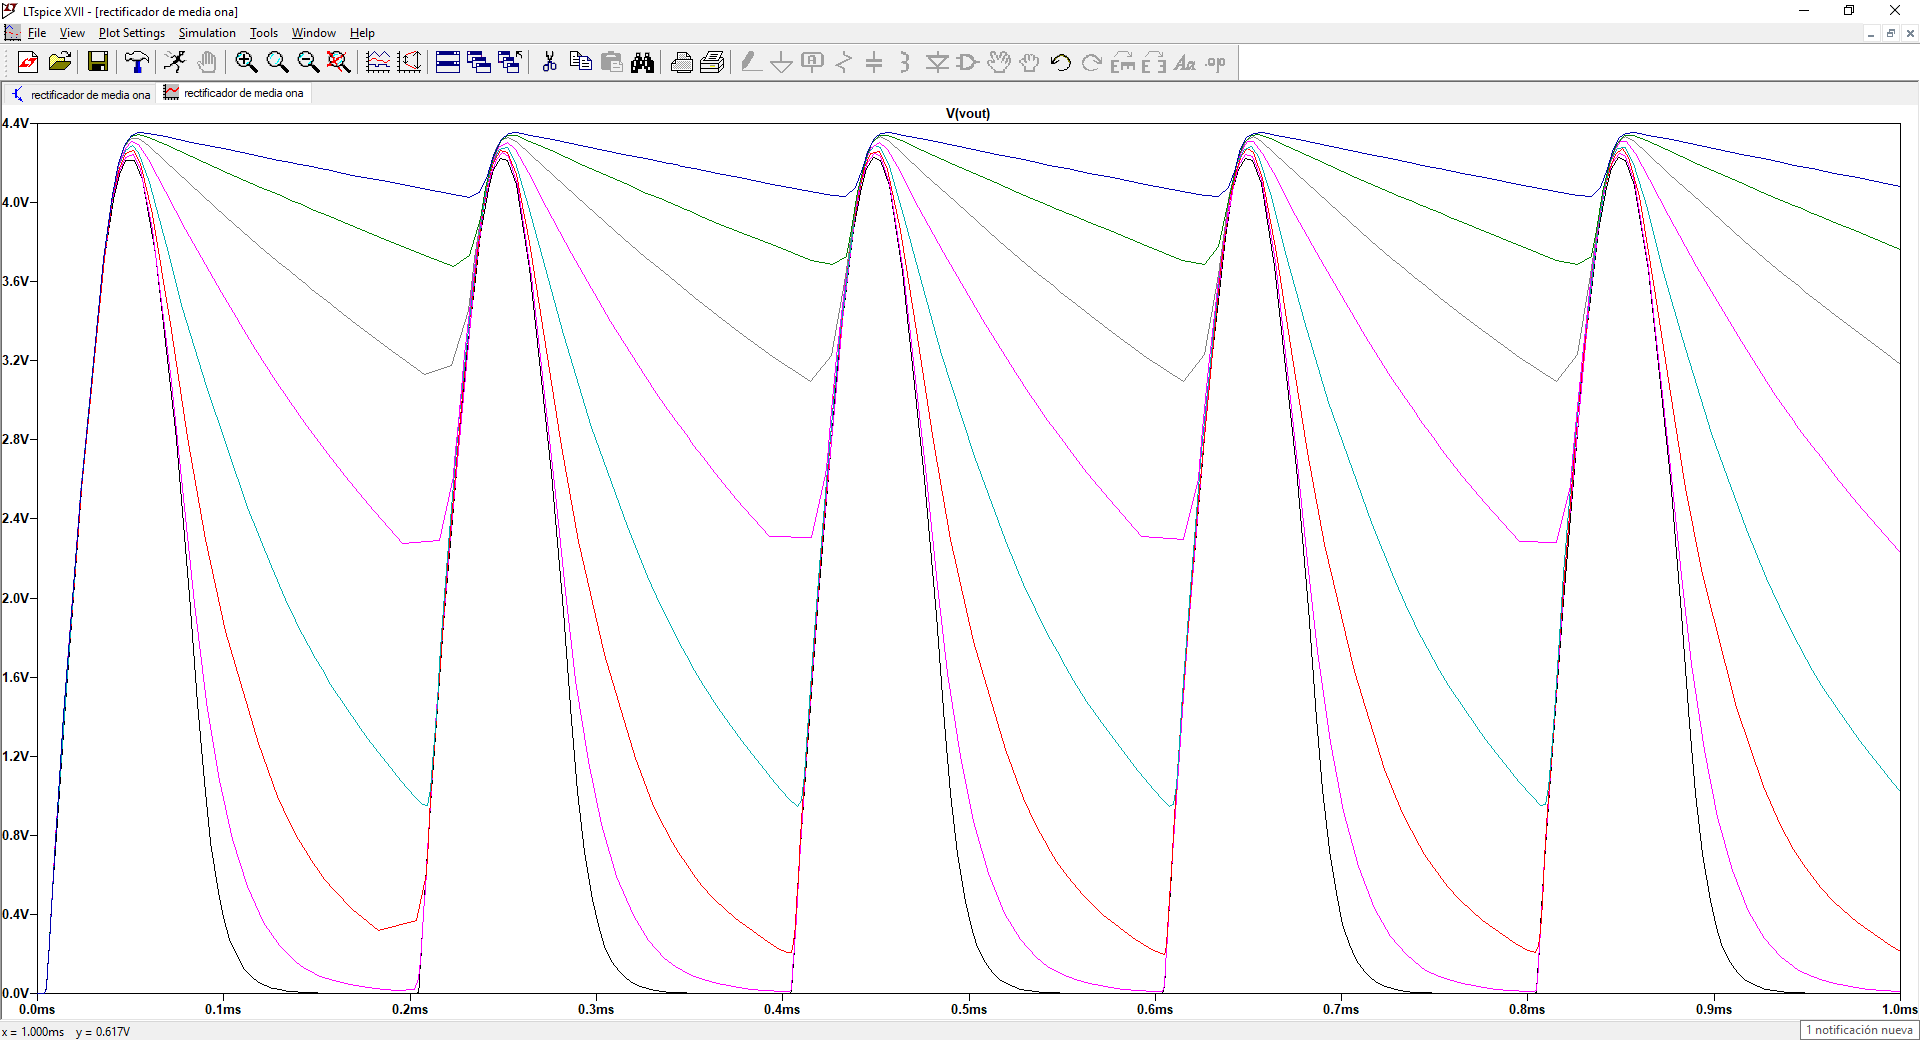 LTspice XVII - [rectificador de media ona]
File View Plot Settings Simulation Tools Window Help
rectificador de media ona rectificador de media ona
V(vout)
4.4V
4.0V
3.6V
3.2V
2.8V
2.4V
2.0V
1.6V
1.2V
0.8V
0.4V
0.0V
0.0ms 0.1ms 0.2ms 0.3ms 0.4ms 0.5ms 0.6ms 0.7ms 0.8ms 0.9ms 1.0ms
x = 1.000ms y = 0.617V
1 notificación nueva